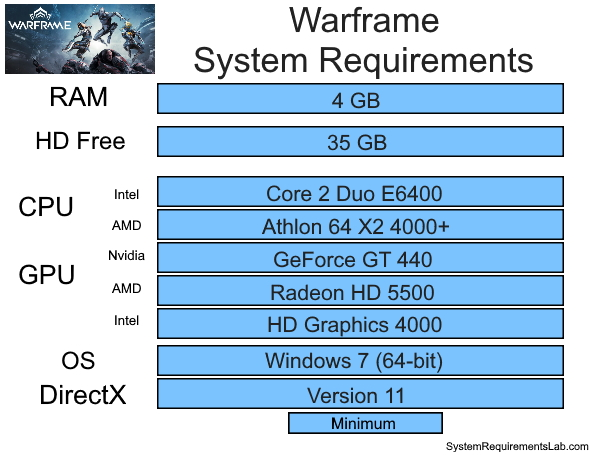 WARFRAME
Warframe
System Requirements
RAM 4 GB
HD Free 35 GB
CPU
Intel Core 2 Duo E6400
AMD Athlon 64 X2 4000+
GPU
Nvidia GeForce GT 440
AMD Radeon HD 5500
Intel HD Graphics 4000
OS Windows 7 (64-bit)
DirectX Version 11
Minimum
SystemRequirementsLab.com